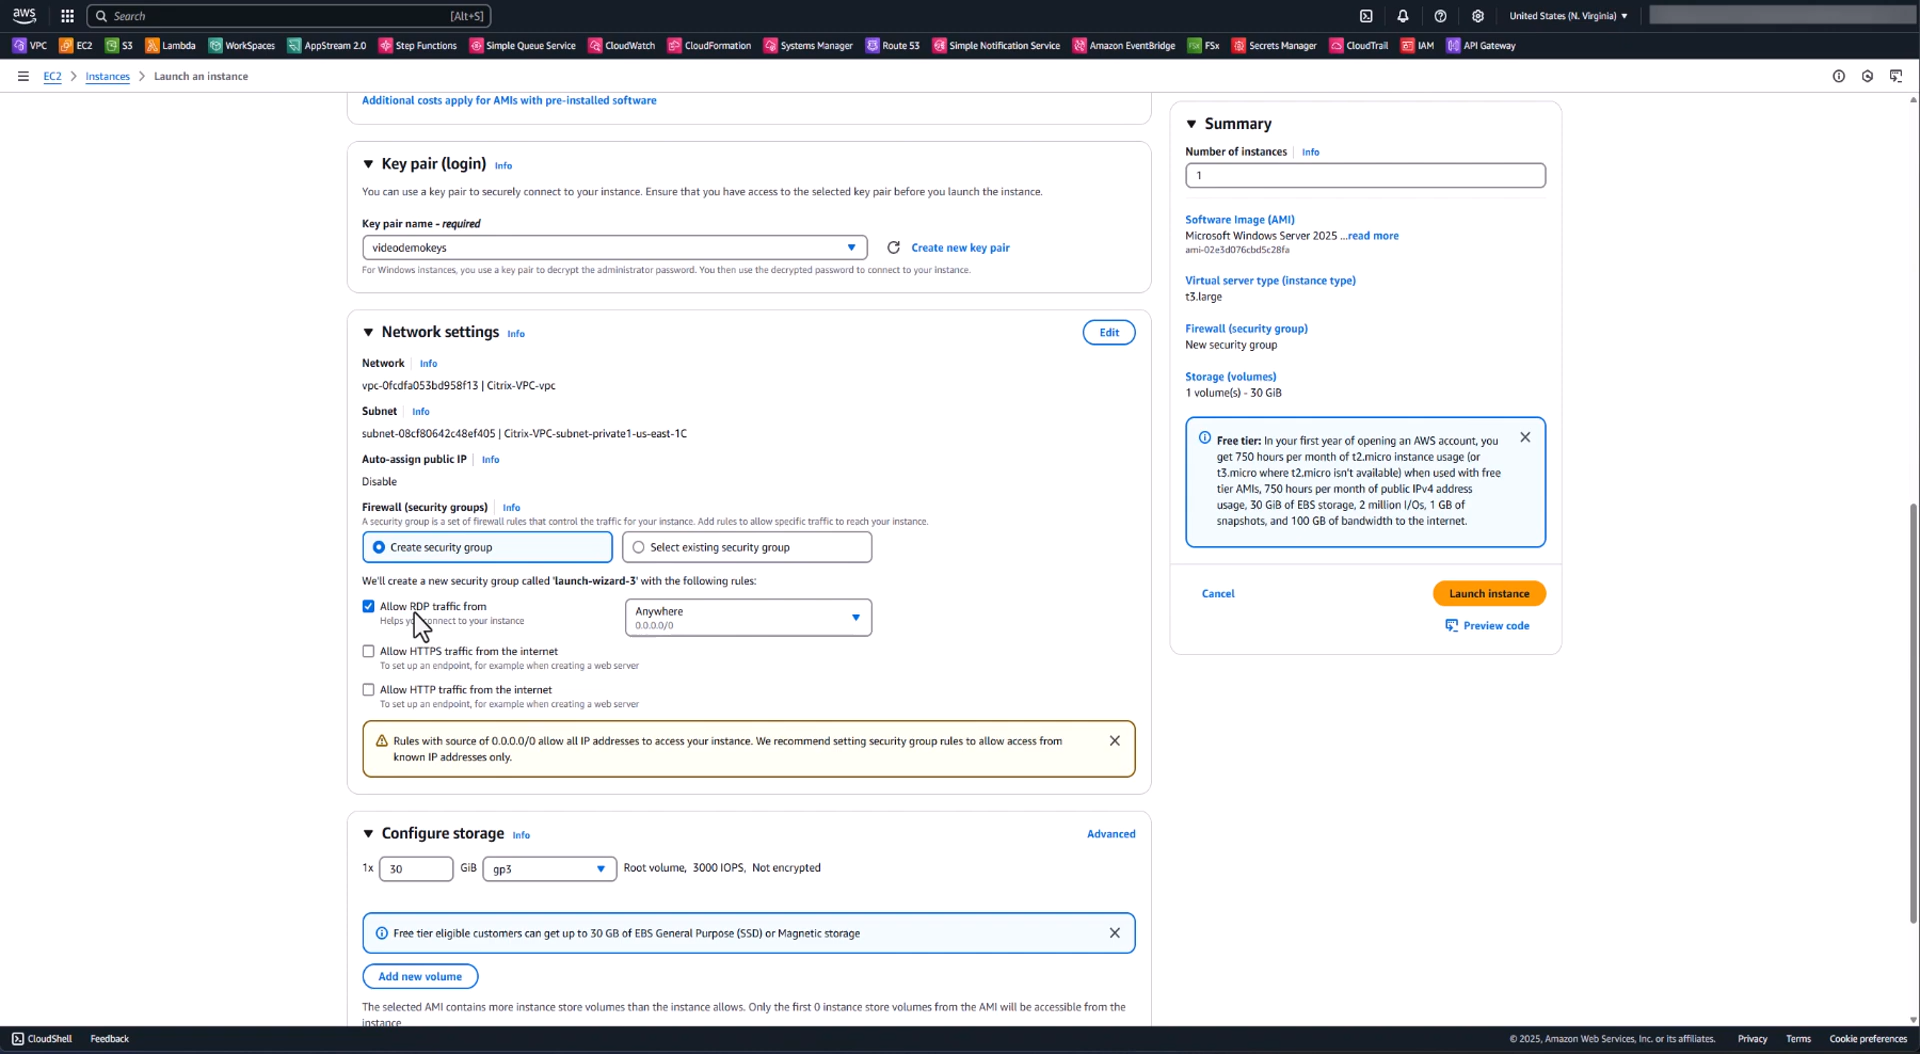 aws
Search [Alt+S]
United States (N. Virginia) ▼
VPC EC2 S3 Lambda WorkSpaces AppStream 2.0 Step Functions Simple Queue Service CloudWatch CloudFormation Systems Manager Route 53 Simple Notification Service Amazon EventBridge FSx Secrets Manager CloudTrail IAM API Gateway
EC2 > Instances > Launch an instance
Additional costs apply for AMIs with pre-installed software
▼ Key pair (login) Info
You can use a key pair to securely connect to your instance. Ensure that you have access to the selected key pair before you launch the instance.
Key pair name - required
videodemokeys
Create new key pair
For Windows instances, you use a key pair to decrypt the administrator password. You then use the decrypted password to connect to your instance.
▼ Network settings Info
Edit
Network | Info
vpc-0fcdfa053bd958f13 | Citrix-VPC-vpc
Subnet | Info
subnet-08cf80642c48ef405 | Citrix-VPC-subnet-private1-us-east-1C
Auto-assign public IP | Info
Disable
Firewall (security groups) | Info
A security group is a set of firewall rules that control the traffic for your instance. Add rules to allow specific traffic to reach your instance.
Create security group
Select existing security group
We'll create a new security group called 'launch-wizard-3' with the following rules:
Allow RDP traffic from
Helps you connect to your instance
Anywhere
0.0.0.0/0
Allow HTTPS traffic from the internet
To set up an endpoint, for example when creating a web server
Allow HTTP traffic from the internet
To set up an endpoint, for example when creating a web server
Rules with source of 0.0.0.0/0 allow all IP addresses to access your instance. We recommend setting security group rules to allow access from
known IP addresses only.
▼ Configure storage Info
Advanced
1x 30 GiB gp3 Root volume, 3000 IOPS, Not encrypted
Free tier eligible customers can get up to 30 GB of EBS General Purpose (SSD) or Magnetic storage
Add new volume
The selected AMI contains more instance store volumes than the instance allows. Only the first 0 instance store volumes from the AMI will be accessible from the
instance
▼ Summary
Number of instances | Info
1
Software Image (AMI)
Microsoft Windows Server 2025 ...read more
ami-02e3d076cbd5c28fa
Virtual server type (instance type)
t3.large
Firewall (security group)
New security group
Storage (volumes)
1 volume(s) - 30 GiB
Free tier: In your first year of opening an AWS account, you
get 750 hours per month of t2.micro instance usage (or
t3.micro where t2.micro isn't available) when used with free
tier AMIs, 750 hours per month of public IPv4 address
usage, 30 GiB of EBS storage, 2 million I/Os, 1 GB of
snapshots, and 100 GB of bandwidth to the internet.
Cancel
Launch instance
Preview code
CloudShell Feedback
© 2025, Amazon Web Services, Inc. or its affiliates. Privacy Terms Cookie preferences